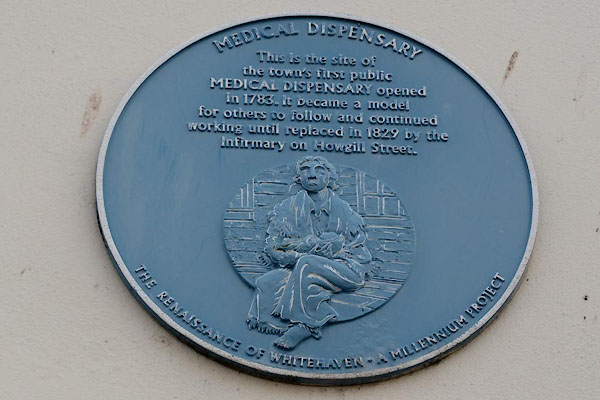 MEDICAL DISPENSARY
This is the site of
the town's first public
MEDICAL DISPENSARY opened
in 1783. It became a model
for others to follow and continued
working until replaced in 1829 by the
Infirmary on Howgill Street.
THE RENAISSANCE OF WHITEHAVEN - A MILLENNIUM PROJECT